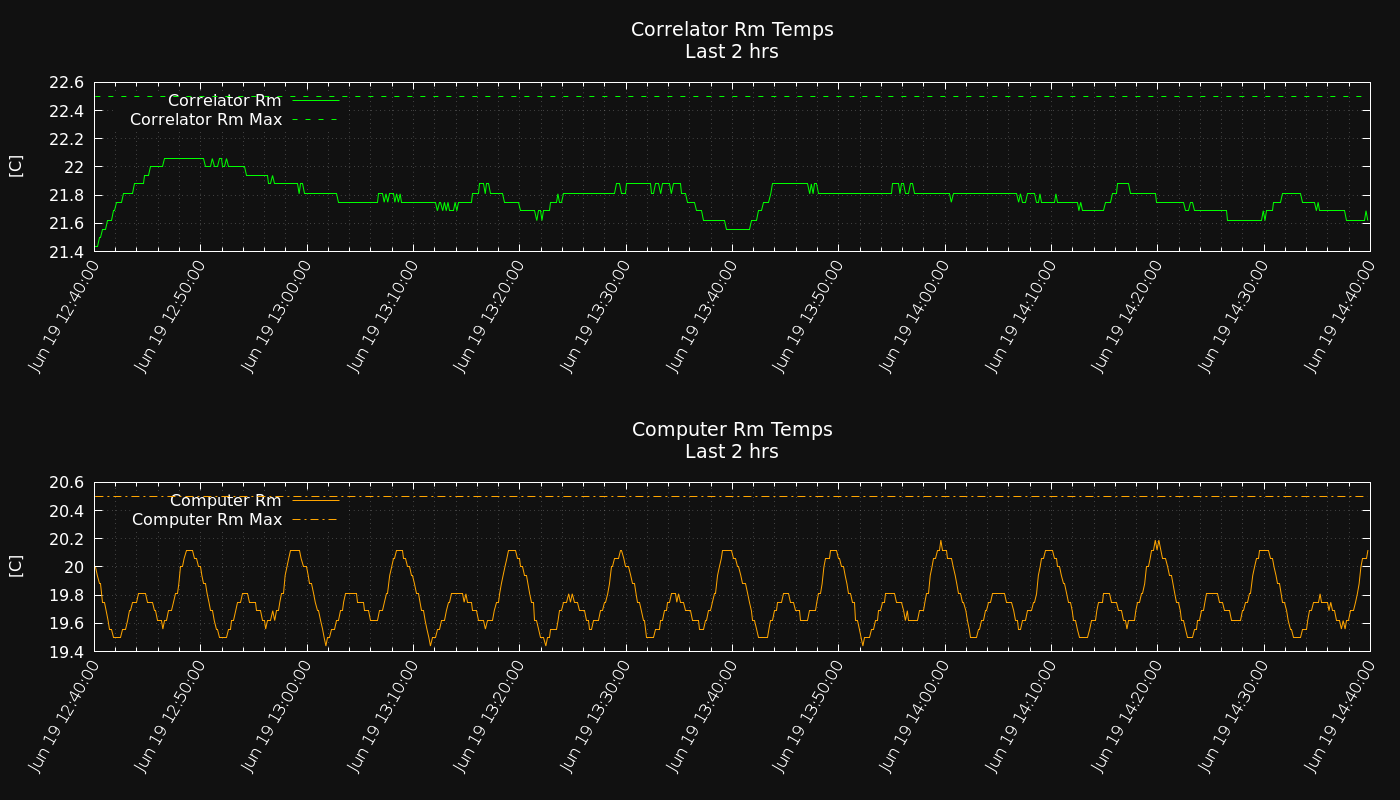 Correlator Rm Temps
Last 2 hrs
22.6
22.4
22.2
22
21.8
21.6
21.4
[C]
Correlator Rm
Correlator Rm Max
Jun 19 12:40:00
Jun 19 12:50:00
Jun 19 13:00:00
Jun 19 13:10:00
Jun 19 13:20:00
Jun 19 13:30:00
Jun 19 13:40:00
Jun 19 13:50:00
Jun 19 14:00:00
Jun 19 14:10:00
Jun 19 14:20:00
Jun 19 14:30:00
Jun 19 14:40:00
Computer Rm Temps
Last 2 hrs
20.6
20.4
20.2
20
19.8
19.6
19.4
[C]
Computer Rm
Computer Rm Max
Jun 19 12:40:00
Jun 19 12:50:00
Jun 19 13:00:00
Jun 19 13:10:00
Jun 19 13:20:00
Jun 19 13:30:00
Jun 19 13:40:00
Jun 19 13:50:00
Jun 19 14:00:00
Jun 19 14:10:00
Jun 19 14:20:00
Jun 19 14:30:00
Jun 19 14:40:00